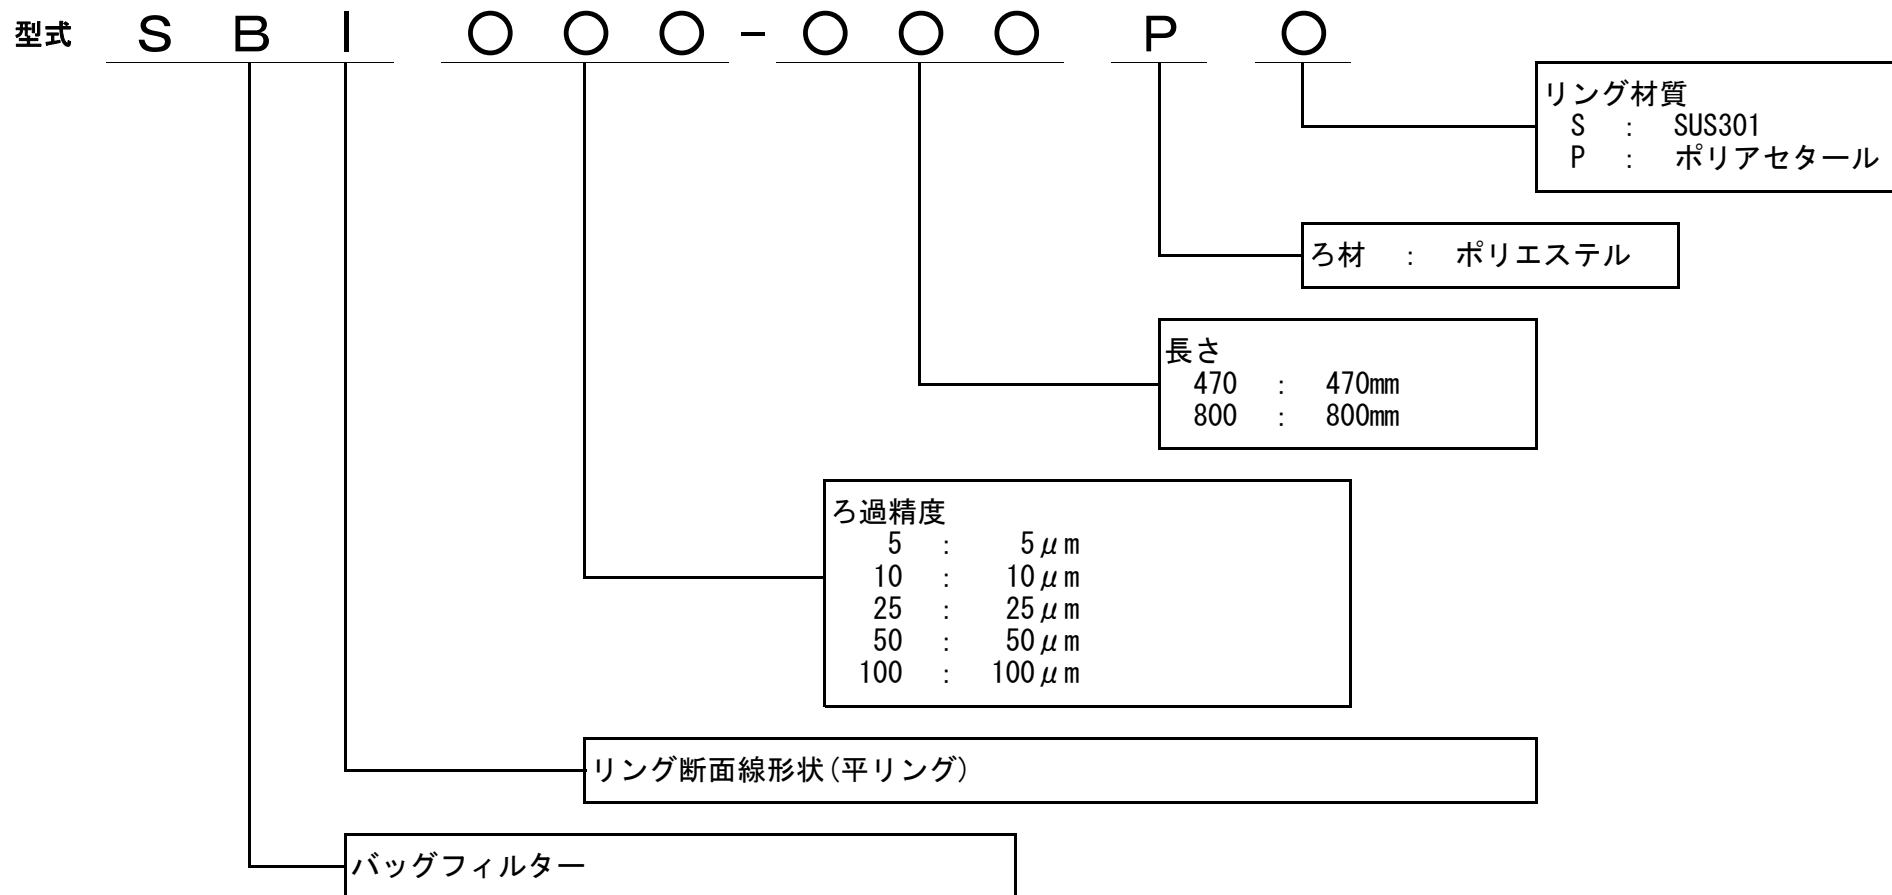 型式 S B I ○ ○ ○ - ○ ○ ○ P ○
リング材質
S : SUS301
P : ポリアセタール
ろ材 : ポリエステル
長さ
470 : 470mm
800 : 800mm
ろ過精度
5 : 5μm
10 : 10μm
25 : 25μm
50 : 50μm
100 : 100μm
リング断面線形状(平リング)
バッグフィルター